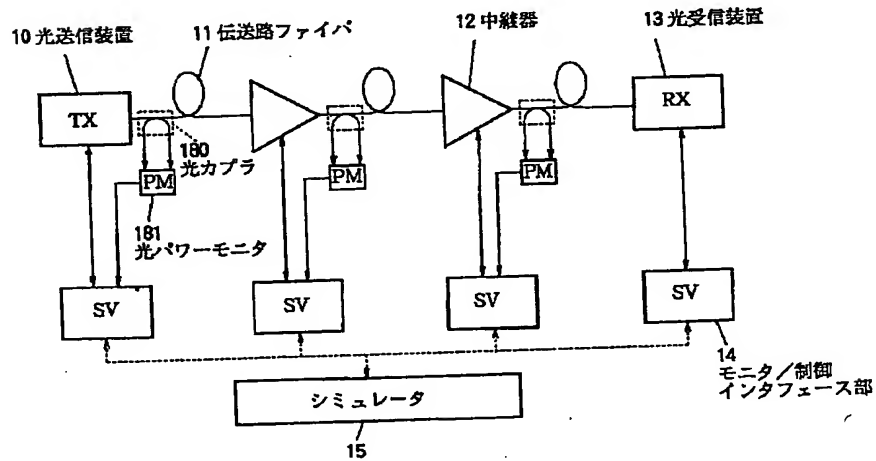 10 光送信装置
11 伝送路ファイバ
12 中継器
13 光受信装置
TX
RX
180
光カプラ
PM
PM
PM
181
光パワーモニタ
SV
SV
SV
SV
14
モニタ/制御
インタフェース部
シミュレータ
15